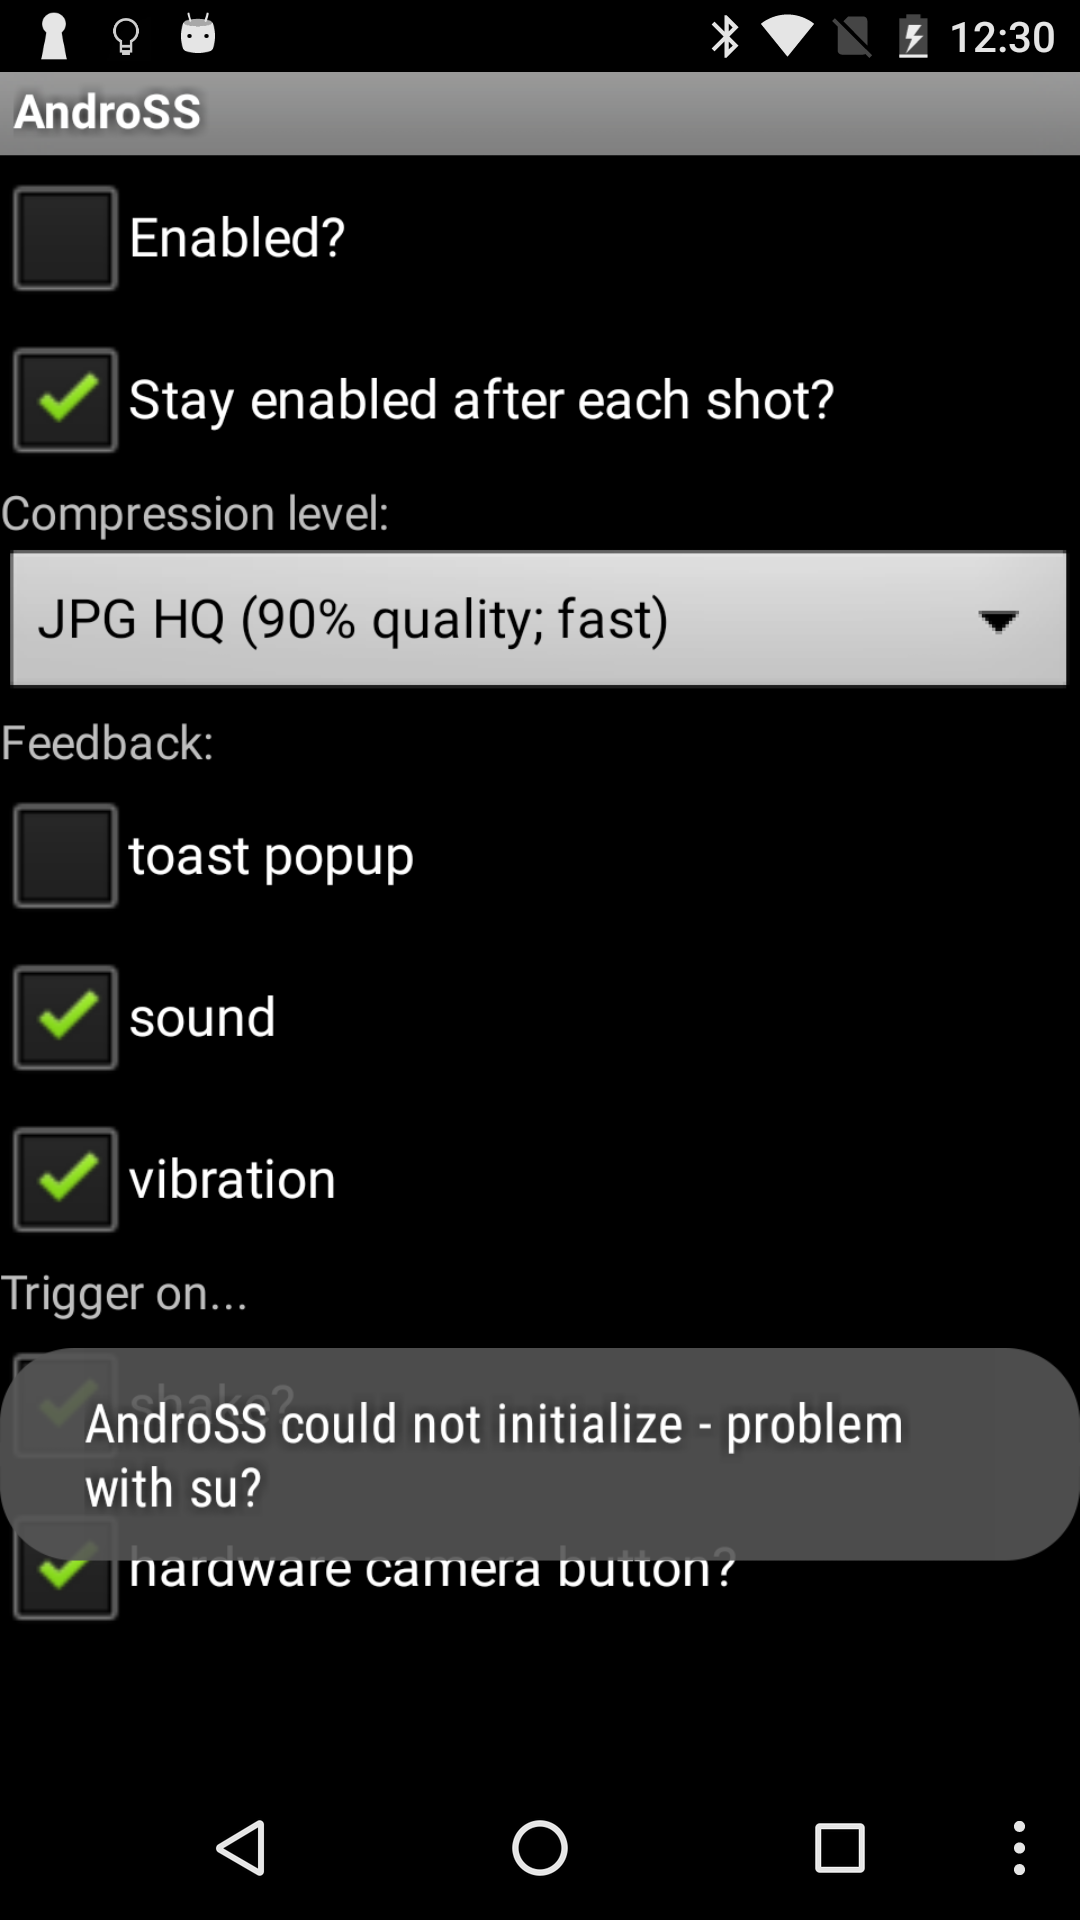 12:30
AndroSS
Enabled?
Stay enabled after each shot?
Compression level:
JPG HQ (90% quality; fast)
Feedback:
toast popup
sound
vibration
Trigger on...
shake?
AndroSS could not initialize - problem
with su?
hardware camera button?